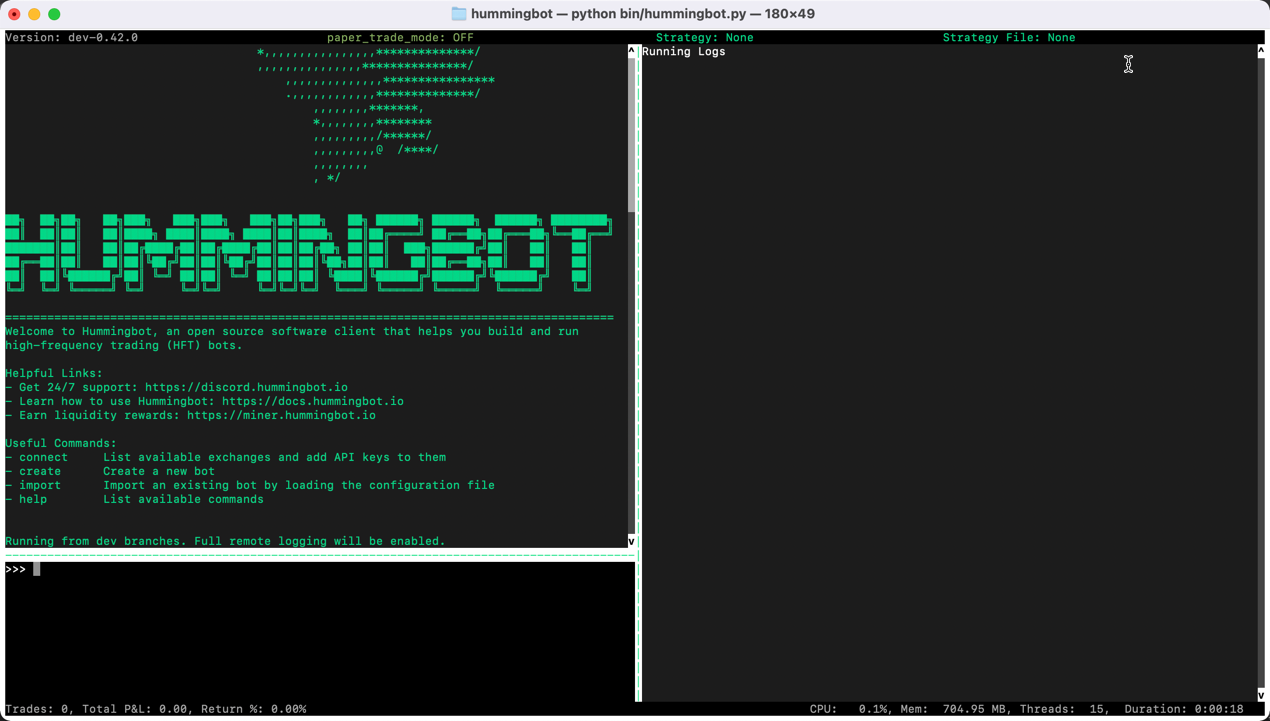 hummingbot — python bin/hummingbot.py — 180×49
Version: dev-0.42.0 paper_trade_mode: OFF Strategy: None Strategy File: None
Running Logs
*,,,,,,,,,,,,,,,,**************/
,,,,,,,,,,,,,,,***************/
,,,,,,,,,,,,,,****************
.,,,,,,,,,,,,**************/
,,,,,,,,*******,
*,,,,,,,,********
,,,,,,,,,/******/
,,,,,,,,,@  /****/
,,,,,,,,
, */
HUMMINGBOT
=======================================================================================
Welcome to Hummingbot, an open source software client that helps you build and run
high-frequency trading (HFT) bots.
Helpful Links:
- Get 24/7 support: https://discord.hummingbot.io
- Learn how to use Hummingbot: https://docs.hummingbot.io
- Earn liquidity rewards: https://miner.hummingbot.io
Useful Commands:
- connect     List available exchanges and add API keys to them
- create      Create a new bot
- import      Import an existing bot by loading the configuration file
- help        List available commands
Running from dev branches. Full remote logging will be enabled.
>>>
Trades: 0, Total P&L: 0.00, Return %: 0.00% CPU:   0.1%, Mem:  704.95 MB, Threads:  15,  Duration: 0:00:18